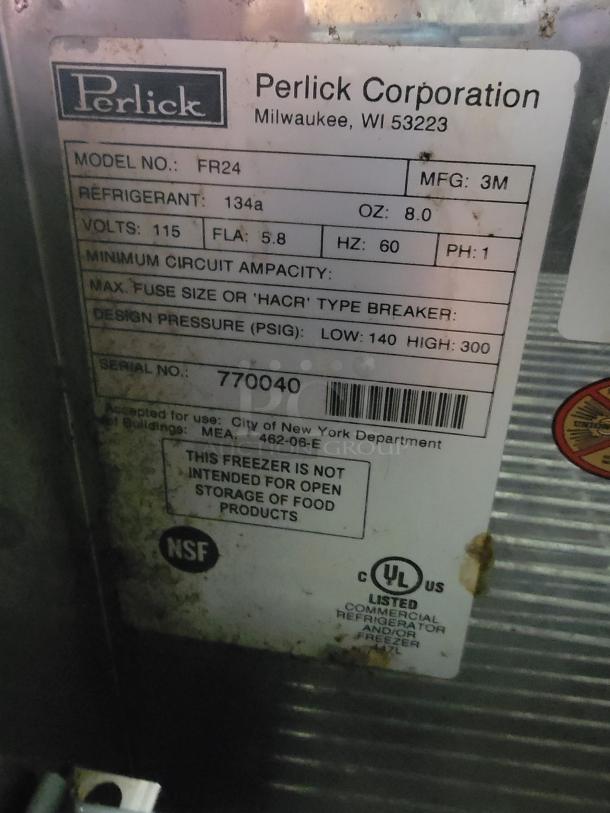 Perlick
Perlick Corporation
Milwaukee, WI 53223
MODEL NO.: FR24
MFG: 3M
REFRIGERANT: 134a OZ: 8.0
VOLTS: 115 FLA: 5.8 HZ: 60 PH: 1
MINIMUM CIRCUIT AMPACITY:
MAX. FUSE SIZE OR 'HACR' TYPE BREAKER:
DESIGN PRESSURE (PSIG): LOW: 140 HIGH: 300
SERIAL NO.: 770040
Accepted for use: City of New York Department
of Buildings: MEA, 462-06-E
THIS FREEZER IS NOT
INTENDED FOR OPEN
STORAGE OF FOOD
PRODUCTS
NSF
C UL US
LISTED
COMMERCIAL
REFRIGERATOR
AND/OR
FREEZER
447L